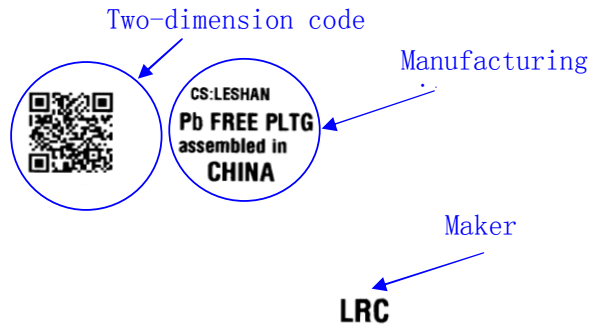 Two-dimension code
Manufacturing
CS:LESHAN
Pb FREE PLTG
assembled in
CHINA
Maker
LRC